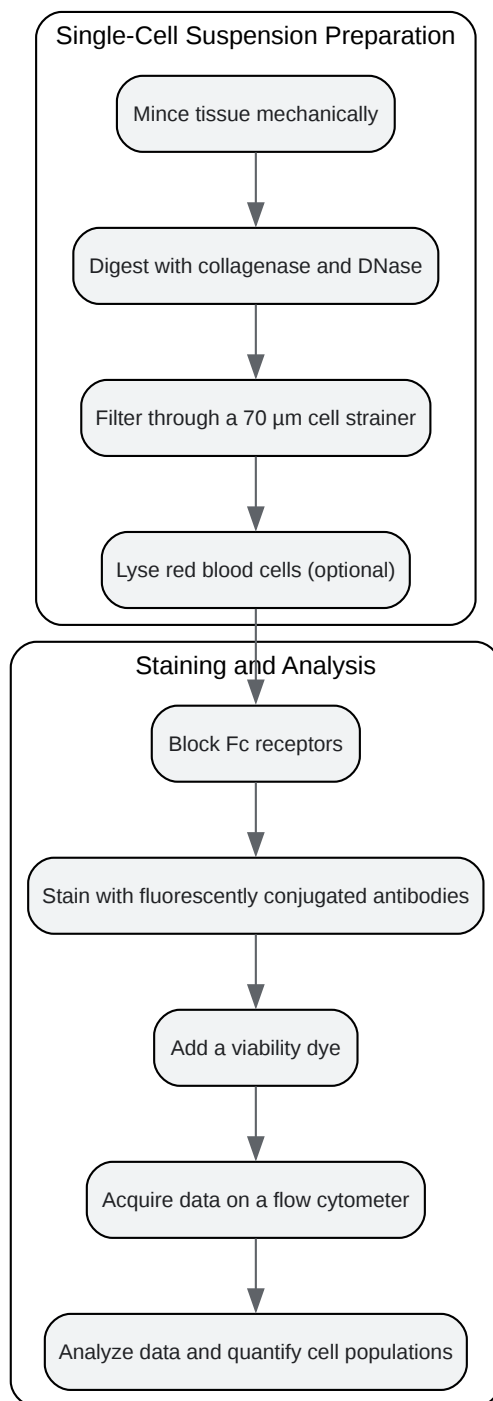 Single-Cell Suspension Preparation
Mince tissue mechanically
Digest with collagenase and DNase
Filter through a 70 µm cell strainer
Lyse red blood cells (optional)
Staining and Analysis
Block Fc receptors
Stain with fluorescently conjugated antibodies
Add a viability dye
Acquire data on a flow cytometer
Analyze data and quantify cell populations